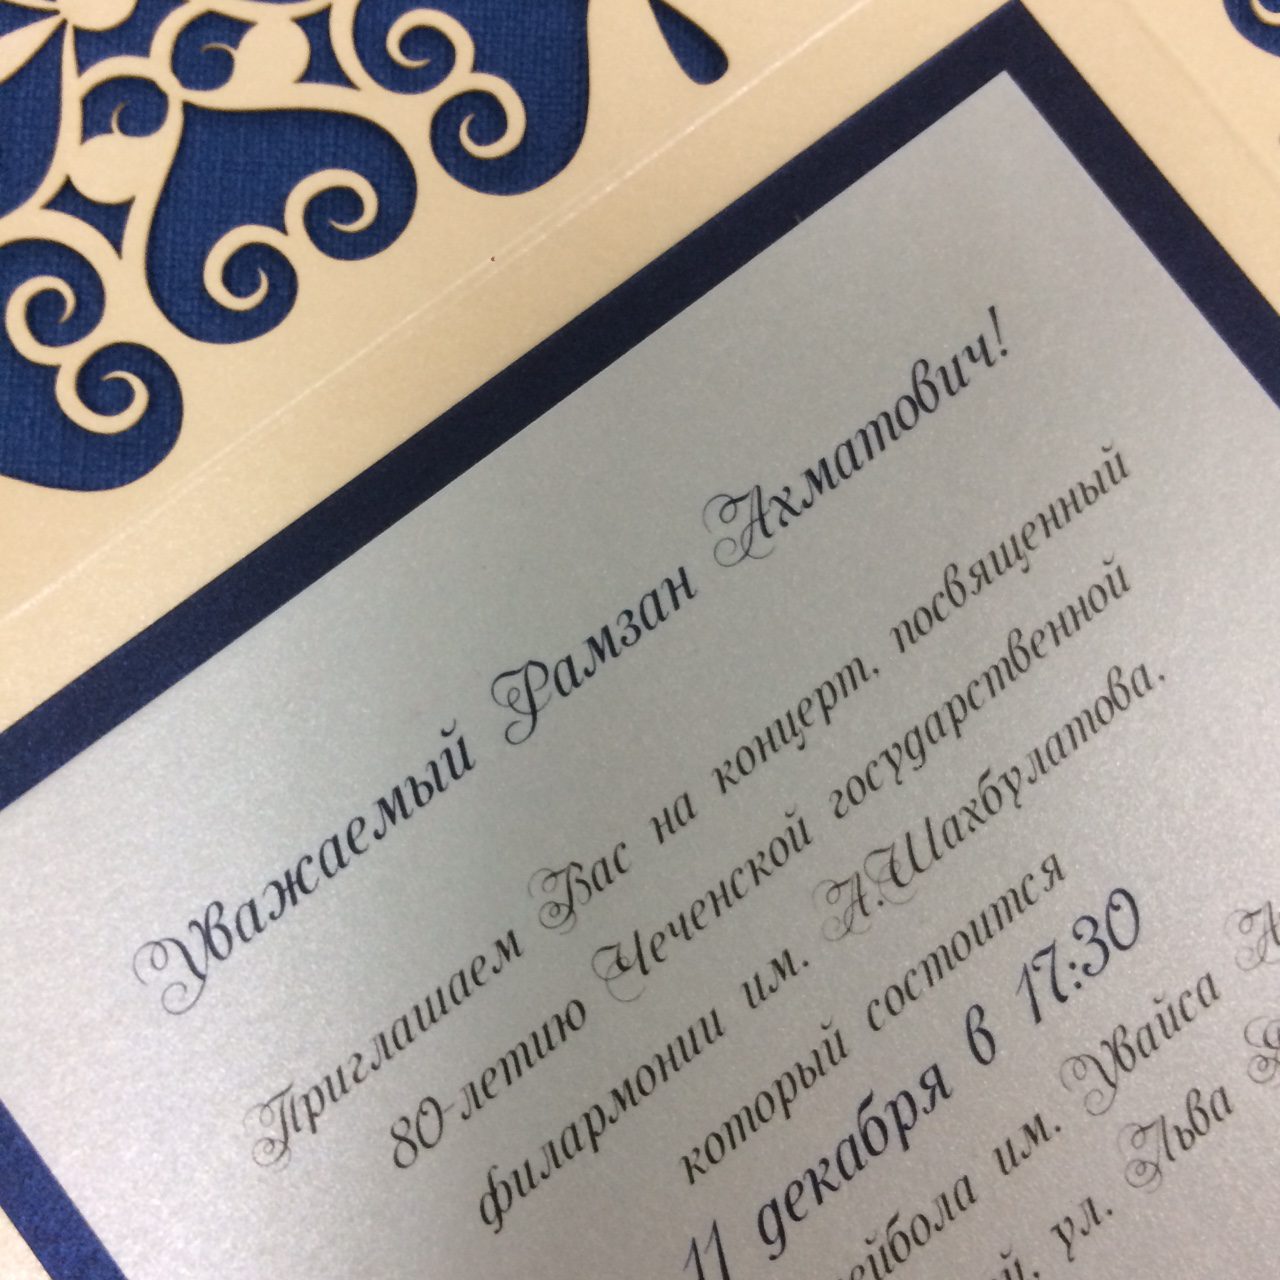 Уважаемый Рамзан Ахматович!
Приглашаем Вас на концерт, посвященный
80-летию Чеченской государственной
филармонии им. А.Шахбулатова,
который состоится
11 декабря в 17:30
им. Увайса
ул. Льва